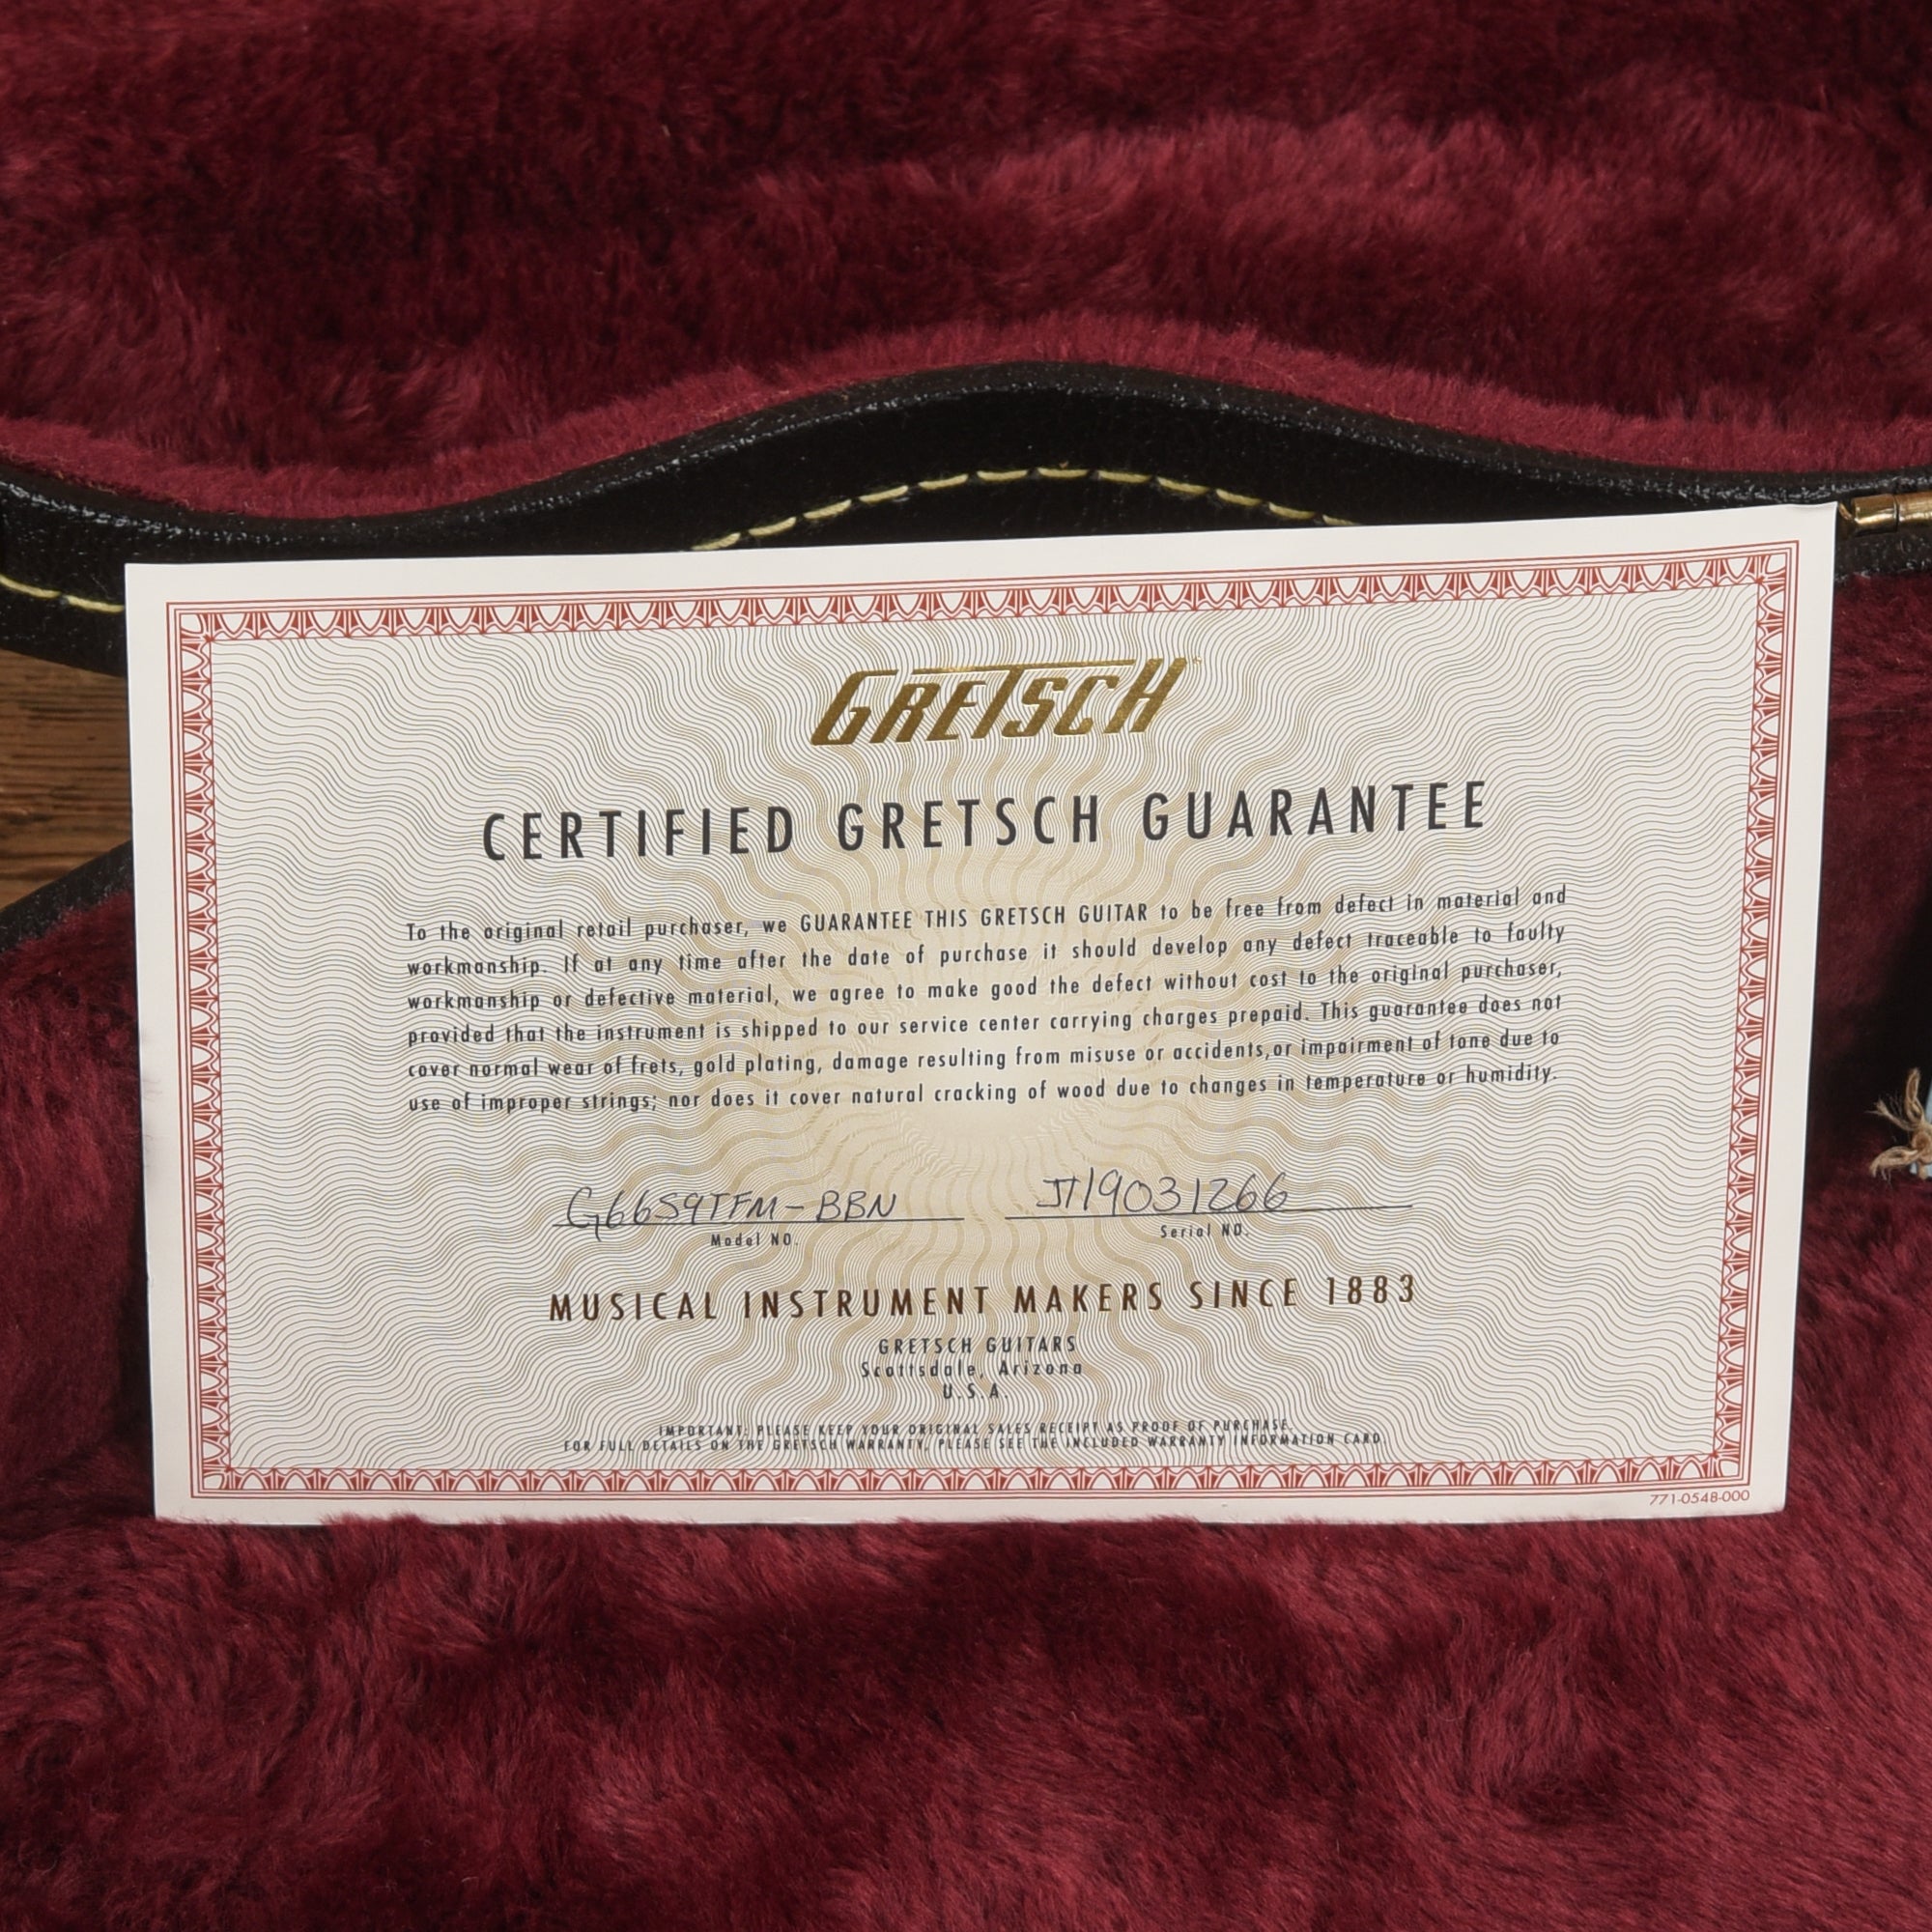 GRETSCH
CERTIFIED GRETSCH GUARANTEE
To the original retail purchaser, we GUARANTEE THIS GRETSCH GUITAR to be free from defect in material and
workmanship. If at any time after the date of purchase it should develop any defect traceable to faulty
workmanship or defective material, we agree to make good the defect without cost to the original purchaser,
provided that the instrument is shipped to our service center carrying charges prepaid. This guarantee does not
cover normal wear of frets, gold plating, damage resulting from misuse or accidents,or impairment of tone due to
use of improper strings; nor does it cover natural cracking of wood due to changes in temperature or humidity.
G6659TFM-BBN JT19031266
Model NO. Serial NO.
MUSICAL INSTRUMENT MAKERS SINCE 1883
GRETSCH GUITARS
Scottsdale, Arizona
U.S.A.
IMPORTANT: PLEASE KEEP YOUR ORIGINAL SALES RECEIPT AS PROOF OF PURCHASE.
FOR FULL DETAILS ON THE GRETSCH WARRANTY, PLEASE SEE THE INCLUDED WARRANTY INFORMATION CARD
771-0548-000